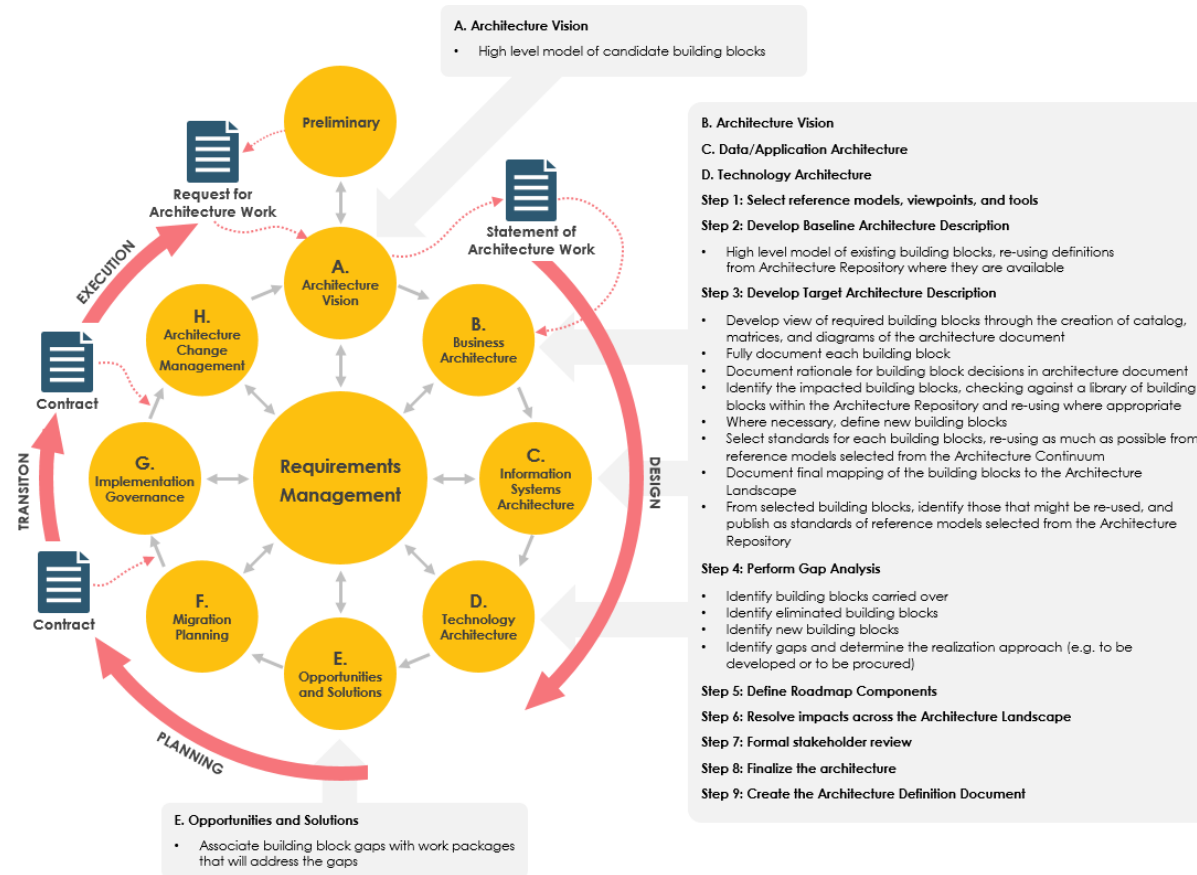 A. Architecture Vision
• High level model of candidate building blocks
Preliminary
Request for
Architecture Work
Statement of
Architecture Work
EXECUTION
A.
Architecture
Vision
H.
Architecture
Change
Management
B.
Business
Architecture
Contract
Requirements
Management
G.
Implementation
Governance
C.
Information
Systems
Architecture
TRANSITON
DESIGN
Contract
F.
Migration
Planning
D.
Technology
Architecture
E.
Opportunities
and Solutions
PLANNING
B. Architecture Vision
C. Data/Application Architecture
D. Technology Architecture
Step 1: Select reference models, viewpoints, and tools
Step 2: Develop Baseline Architecture Description
• High level model of existing building blocks, re-using definitions
from Architecture Repository where they are available
Step 3: Develop Target Architecture Description
• Develop view of required building blocks through the creation of catalog,
matrices, and diagrams of the architecture document
• Fully document each building block
• Document rationale for building block decisions in architecture document
• Identify the impacted building blocks, checking against a library of building
blocks within the Architecture Repository and re-using where appropriate
• Where necessary, define new building blocks
• Select standards for each building blocks, re-using as much as possible from
reference models selected from the Architecture Continuum
• Document final mapping of the building blocks to the Architecture
Landscape
• From selected building blocks, identify those that might be re-used, and
publish as standards of reference models selected from the Architecture
Repository
Step 4: Perform Gap Analysis
• Identify building blocks carried over
• Identify eliminated building blocks
• Identify new building blocks
• Identify gaps and determine the realization approach (e.g. to be
developed or to be procured)
Step 5: Define Roadmap Components
Step 6: Resolve impacts across the Architecture Landscape
Step 7: Formal stakeholder review
Step 8: Finalize the architecture
Step 9: Create the Architecture Definition Document
E. Opportunities and Solutions
• Associate building block gaps with work packages
that will address the gaps